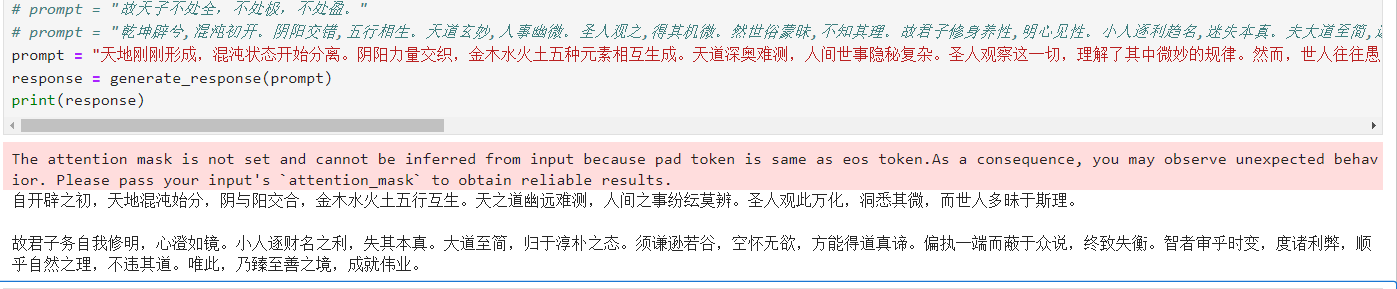 # prompt = "故天子不处全，不处极，不处盈。"
# prompt = "乾坤辟兮,混沌初开。阴阳交错,五行相生。天道玄妙,人事幽微。圣人观之,得其机微。然世俗蒙昧,不知其理。故君子修身养性,明心见性。小人逐利趋名,迷失本真。夫大道至简,返
prompt = "天地刚刚形成，混沌状态开始分离。阴阳力量交织，金木水火土五种元素相互生成。天道深奥难测，人间世事隐秘复杂。圣人观察这一切，理解了其中微妙的规律。然而，世人往往愚
response = generate_response(prompt)
print(response)
The attention mask is not set and cannot be inferred from input because pad token is same as eos token.As a consequence, you may observe unexpected behav
ior. Please pass your input's `attention_mask` to obtain reliable results.
自开辟之初，天地混沌始分，阴与阳交合，金木水火土五行互生。天之道幽远难测，人间之事纷纭莫辨。圣人观此万化，洞悉其微，而世人多昧于斯理。
故君子务自我修明，心澄如镜。小人逐财名之利，失其本真。大道至简，归于淳朴之态。须谦逊若谷，空怀无欲，方能得道真谛。偏执一端而蔽于众说，终致失衡。智者审乎时变，度诸利弊，顺
乎自然之理，不违其道。唯此，乃臻至善之境，成就伟业。